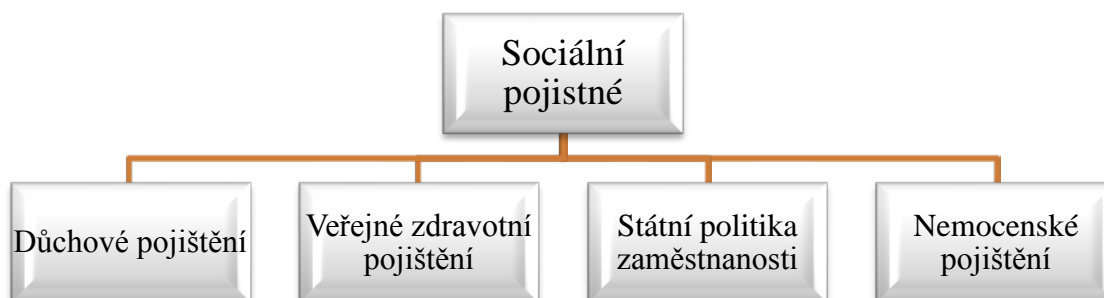 Sociální
pojistné
Důchové pojištění
Veřejné zdravotní
pojištění
Státní politika
zaměstnanosti
Nemocenské
pojištění